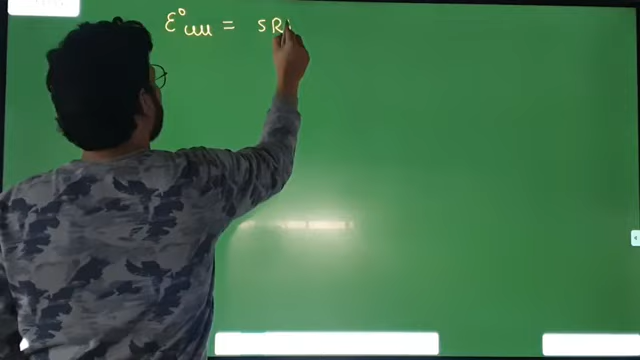 ε° cell = SR